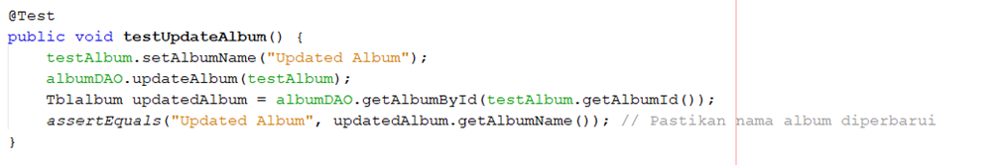 @Test
public void testUpdateAlbum() {
    testAlbum.setAlbumName("Updated Album");
    albumDAO.updateAlbum(testAlbum);
    Tblalbum updatedAlbum = albumDAO.getAlbumById(testAlbum.getAlbumId());
    assertEquals("Updated Album", updatedAlbum.getAlbumName()); // Pastikan nama album diperbarui
}